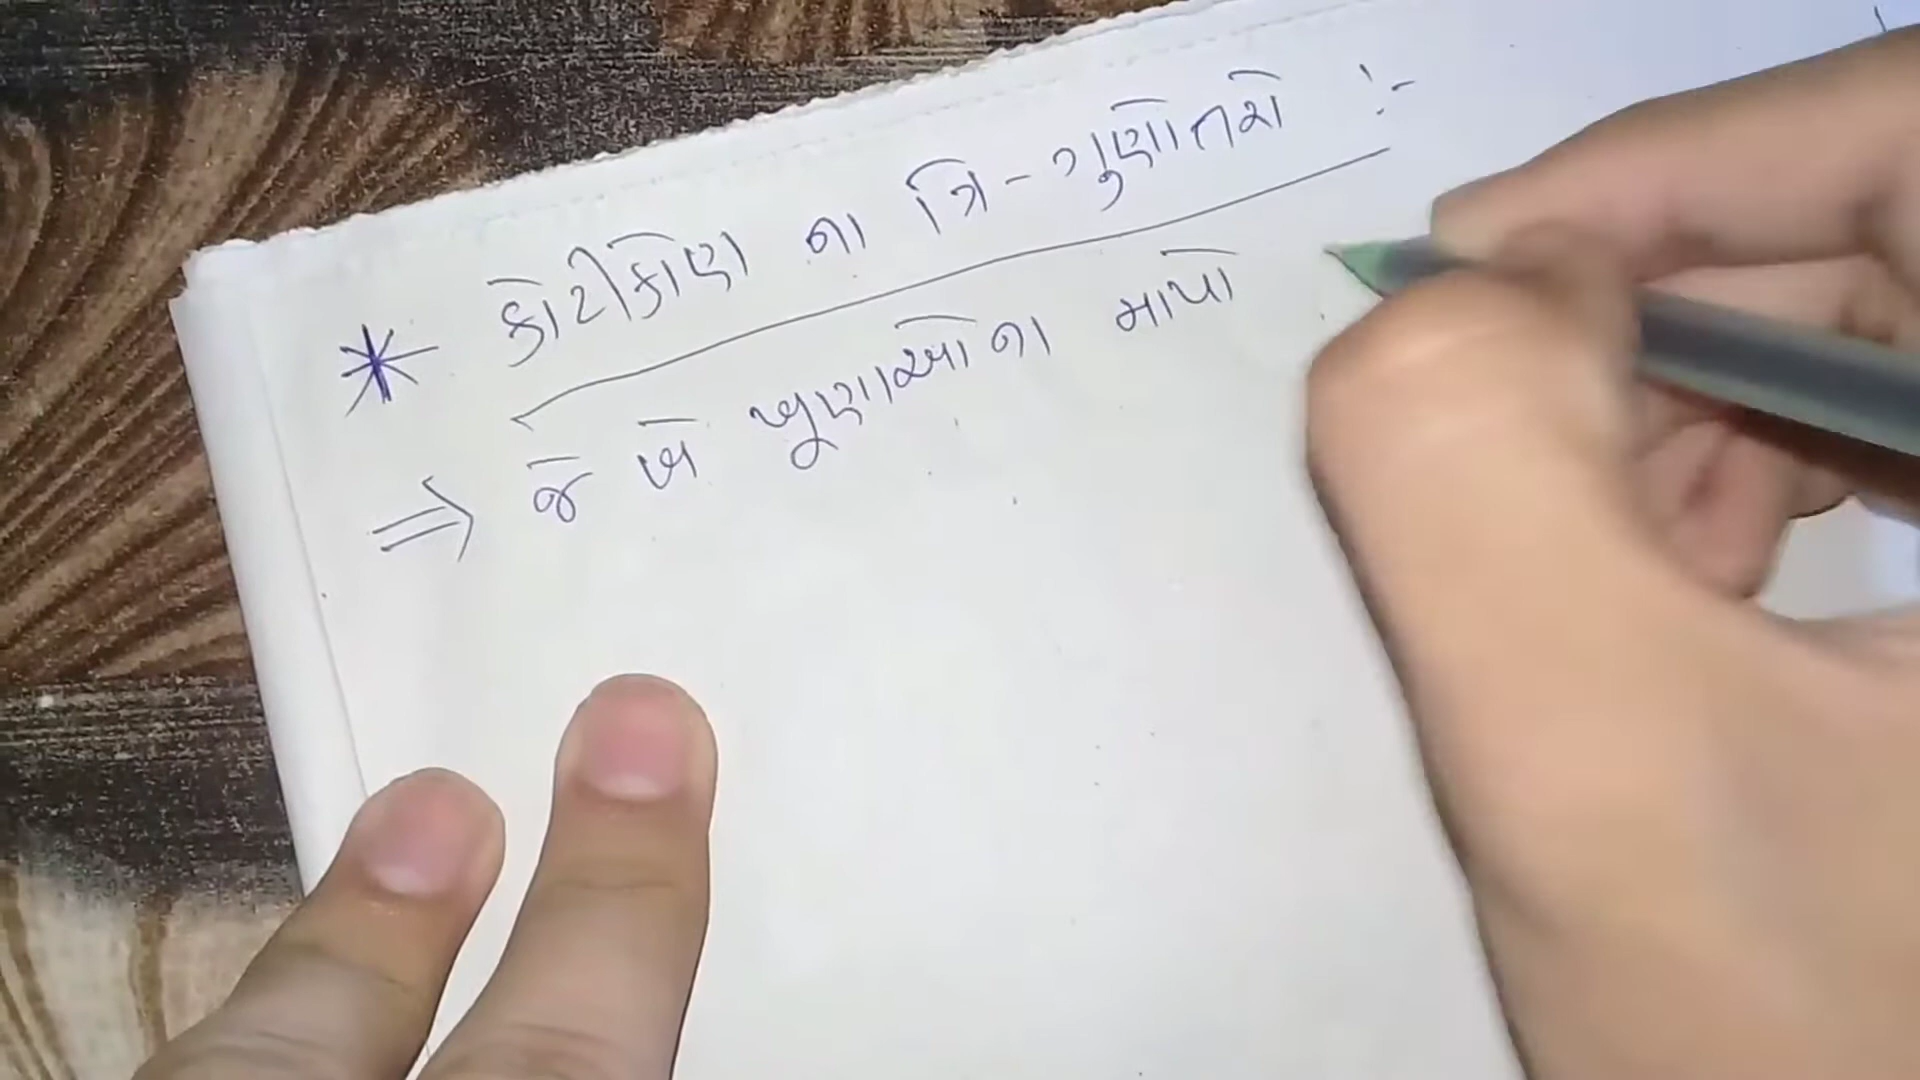 * કોટીકોણ ના ત્રિ-ગુણોતરો :-
⇒ જે બે ખૂણાઓના માપો